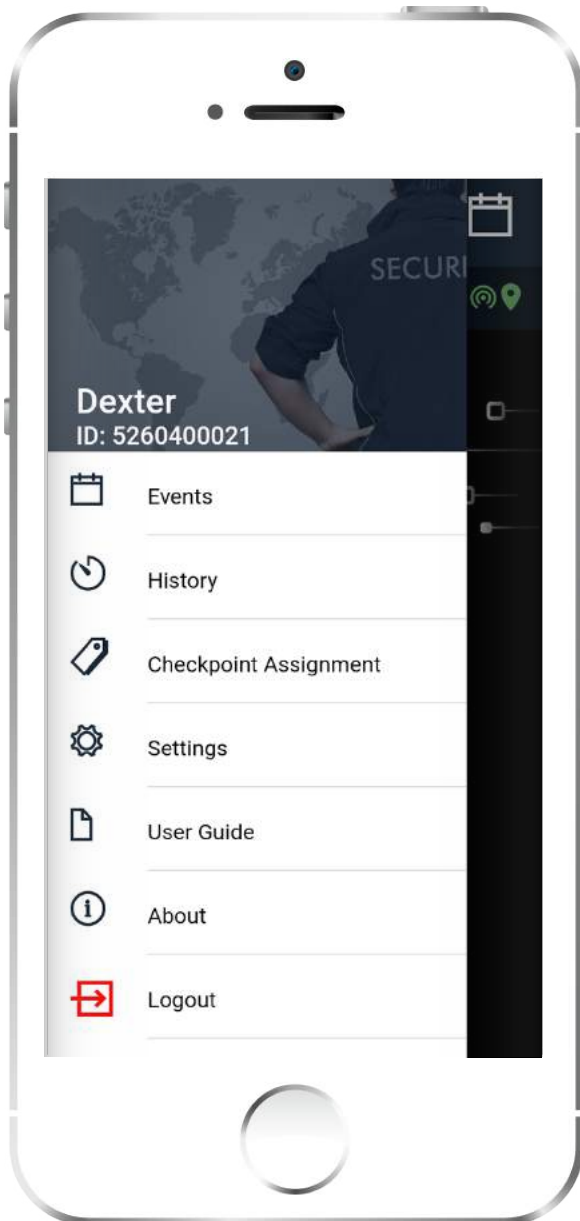 SECURI
Dexter
ID: 5260400021
Events
History
Checkpoint Assignment
Settings
User Guide
About
Logout